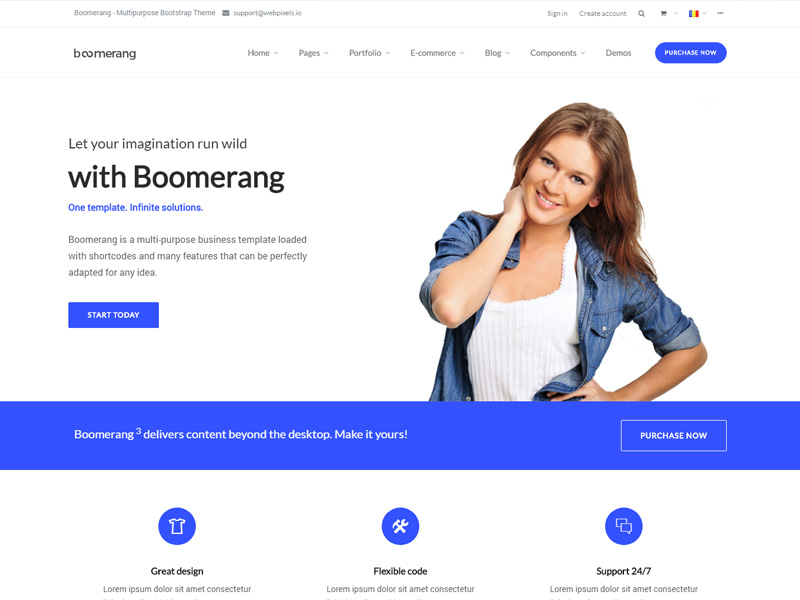 Boomerang - Multipurpose Bootstrap Theme support@webpixels.io Sign in Create account
boomerang Home Pages Portfolio E-commerce Blog Components Demos PURCHASE NOW
Let your imagination run wild
with Boomerang
One template. Infinite solutions.
Boomerang is a multi-purpose business template loaded
with shortcodes and many features that can be perfectly
adapted for any idea.
START TODAY
Boomerang 3 delivers content beyond the desktop. Make it yours! PURCHASE NOW
Great design Flexible code Support 24/7
Lorem ipsum dolor sit amet consectetur Lorem ipsum dolor sit amet consectetur Lorem ipsum dolor sit amet consectetur